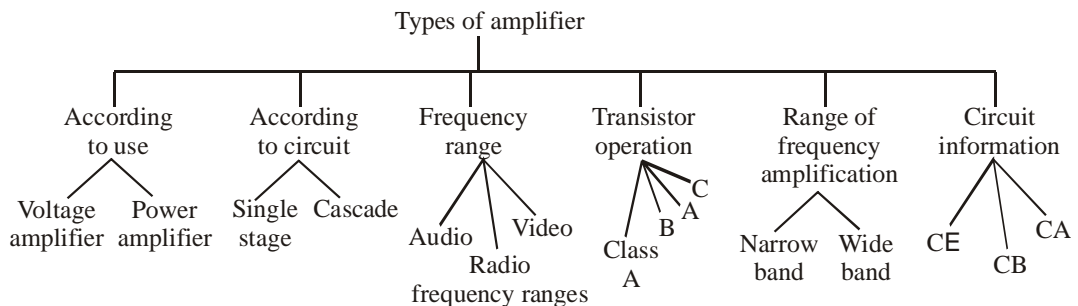 Types of amplifier
According
to use
Voltage
amplifier
Power
amplifier
According
to circuit
Single
stage
Cascade
Frequency
range
Audio
Radio
frequency ranges
Video
Transistor
operation
Class
A
B
A
C
Range of
frequency
amplification
Narrow
band
Wide
band
Circuit
information
CE
CB
CA